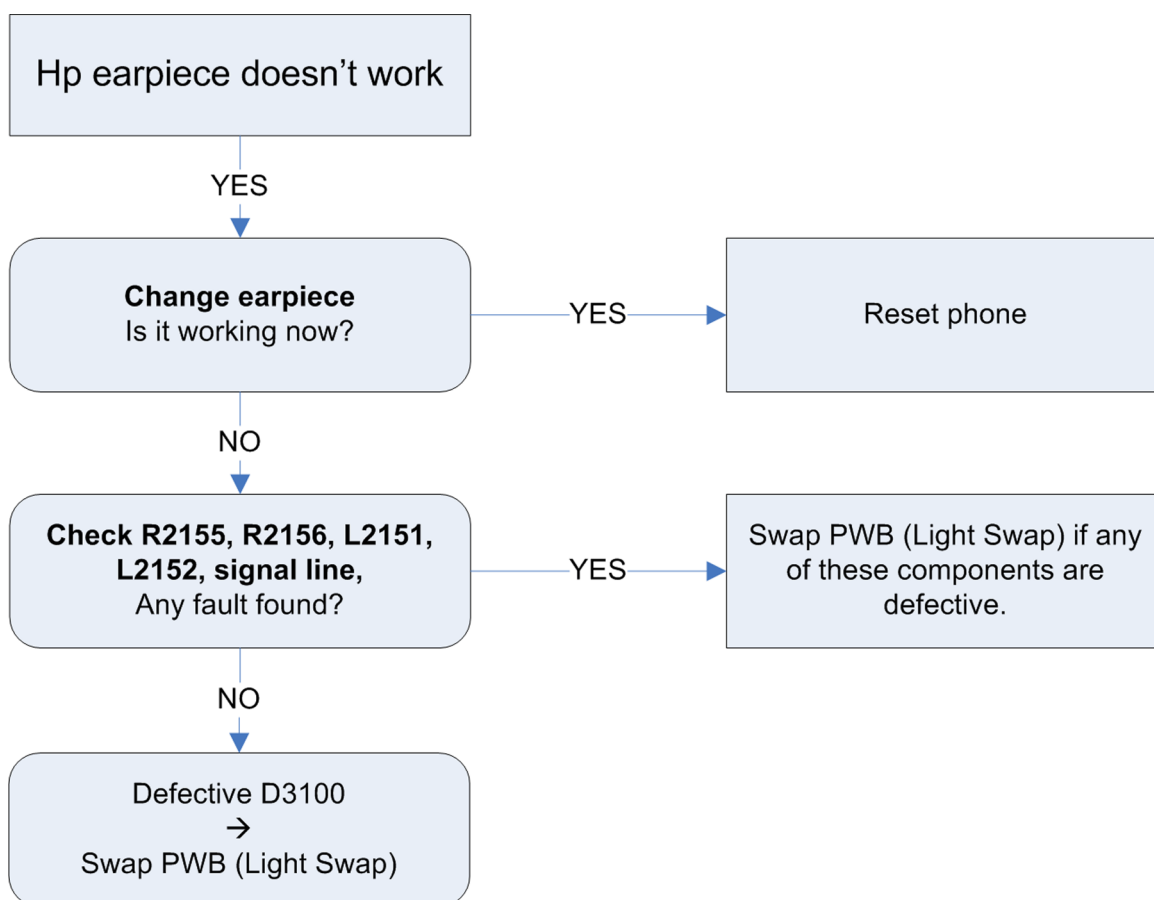 Hp earpiece doesn’t work
YES
Change earpiece
Is it working now?
YES
Reset phone
NO
Check R2155, R2156, L2151,
L2152, signal line,
Any fault found?
YES
Swap PWB (Light Swap) if any
of these components are
defective.
NO
Defective D3100
→
Swap PWB (Light Swap)